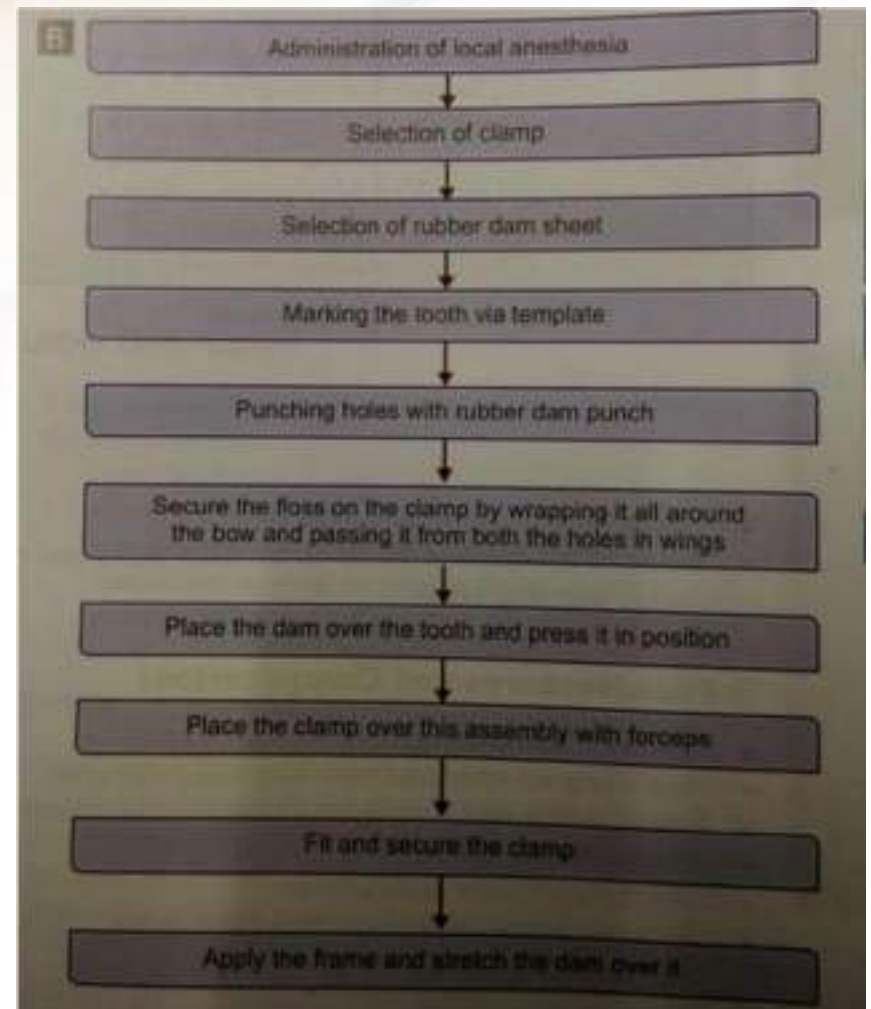 B
Administration of local anesthesia
Selection of clamp
Selection of rubber dam sheet
Marking the tooth via template
Punching holes with rubber dam punch
Secure the floss on the clamp by wrapping it all around
the bow and passing it from both the holes in wings
Place the dam over the tooth and press it in position
Place the clamp over this assembly with forceps
Fit and secure the clamp
Apply the frame and stretch the dam over it